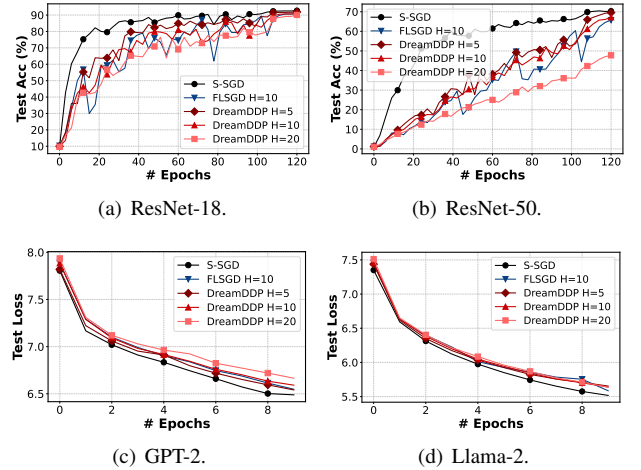 Test Acc (%)
100
90
80
70
60
50
40
30
20
10
0 20 40 60 80 100 120
# Epochs
S-SGD
FLSGD H=10
DreamDDP H=5
DreamDDP H=10
DreamDDP H=20
(a) ResNet-18.
Test Acc (%)
70
60
50
40
30
20
10
0
0 20 40 60 80 100 120
# Epochs
S-SGD
FLSGD H=10
DreamDDP H=5
DreamDDP H=10
DreamDDP H=20
(b) ResNet-50.
Test Loss
8.0
7.5
7.0
6.5
0 2 4 6 8
# Epochs
S-SGD
FLSGD H=10
DreamDDP H=5
DreamDDP H=10
DreamDDP H=20
(c) GPT-2.
Test Loss
7.5
7.0
6.5
6.0
5.5
0 2 4 6 8
# Epochs
S-SGD
FLSGD H=10
DreamDDP H=5
DreamDDP H=10
DreamDDP H=20
(d) Llama-2.